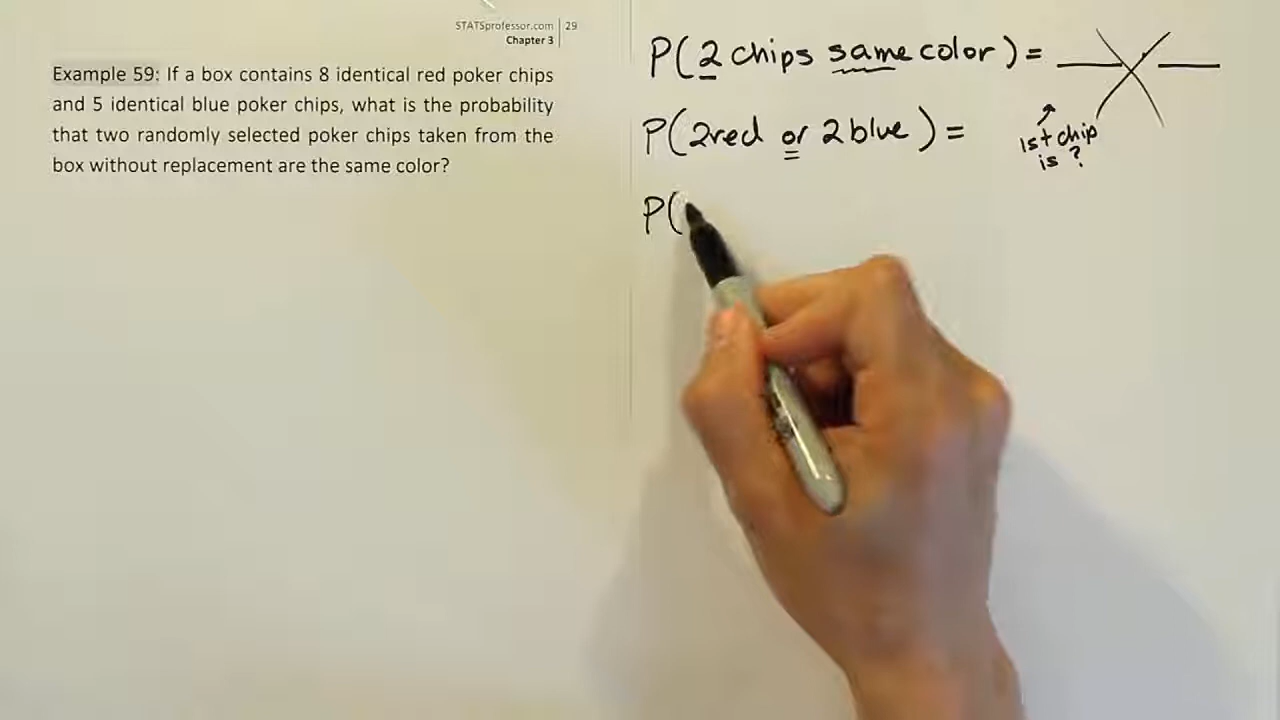 STATSprofessor.com 29
Chapter 3
Example 59: If a box contains 8 identical red poker chips
and 5 identical blue poker chips, what is the probability
that two randomly selected poker chips taken from the
box without replacement are the same color?
P(2 chips same color) =
P(2red or 2blue) =
1st chip
is ?
P(